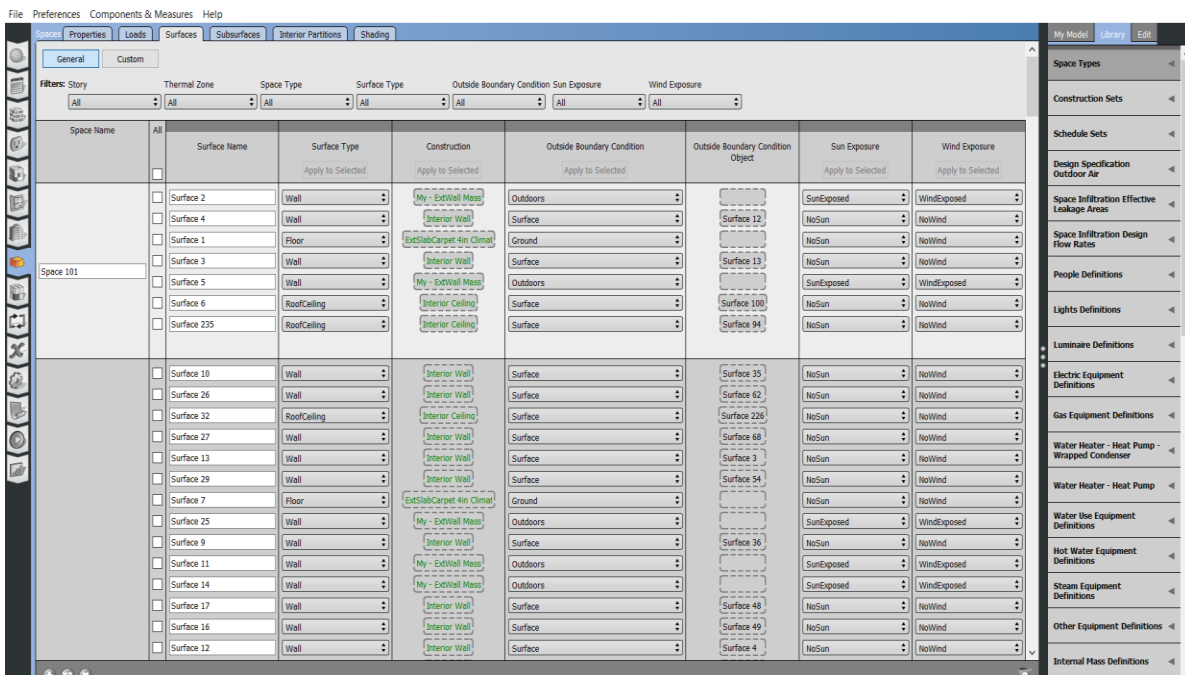 File Preferences Components & Measures Help
Spaces Properties Loads Surfaces Subsurfaces Interior Partitions Shading
My Model Library Edit
General Custom
Filters: Story Thermal Zone Space Type Surface Type Outside Boundary Condition Sun Exposure Wind Exposure
All All All All All All All
Space Name All Surface Name Surface Type Construction Outside Boundary Condition Outside Boundary Condition Object Sun Exposure Wind Exposure
Apply to Selected Apply to Selected Apply to Selected Apply to Selected Apply to Selected
Space 101
Surface 2 Wall My - ExtWall Mass Outdoors SunExposed WindExposed
Surface 4 Wall Interior Wall Surface Surface 12 NoSun NoWind
Surface 1 Floor ExtSlabCarpet 4in Climat Ground NoSun NoWind
Surface 3 Wall Interior Wall Surface Surface 13 NoSun NoWind
Surface 5 Wall My - ExtWall Mass Outdoors SunExposed WindExposed
Surface 6 RoofCeiling Interior Ceiling Surface Surface 100 NoSun NoWind
Surface 235 RoofCeiling Interior Ceiling Surface Surface 94 NoSun NoWind
Surface 10 Wall Interior Wall Surface Surface 35 NoSun NoWind
Surface 26 Wall Interior Wall Surface Surface 62 NoSun NoWind
Surface 32 RoofCeiling Interior Ceiling Surface Surface 226 NoSun NoWind
Surface 27 Wall Interior Wall Surface Surface 68 NoSun NoWind
Surface 13 Wall Interior Wall Surface Surface 3 NoSun NoWind
Surface 29 Wall Interior Wall Surface Surface 54 NoSun NoWind
Surface 7 Floor ExtSlabCarpet 4in Climat Ground NoSun NoWind
Surface 25 Wall My - ExtWall Mass Outdoors SunExposed WindExposed
Surface 9 Wall Interior Wall Surface Surface 36 NoSun NoWind
Surface 11 Wall My - ExtWall Mass Outdoors SunExposed WindExposed
Surface 14 Wall My - ExtWall Mass Outdoors SunExposed WindExposed
Surface 17 Wall Interior Wall Surface Surface 48 NoSun NoWind
Surface 16 Wall Interior Wall Surface Surface 49 NoSun NoWind
Surface 12 Wall Interior Wall Surface Surface 4 NoSun NoWind
Space Types
Construction Sets
Schedule Sets
Design Specification
Outdoor Air
Space Infiltration Effective
Leakage Areas
Space Infiltration Design
Flow Rates
People Definitions
Lights Definitions
Luminaire Definitions
Electric Equipment
Definitions
Gas Equipment Definitions
Water Heater - Heat Pump -
Wrapped Condenser
Water Heater - Heat Pump
Water Use Equipment
Definitions
Hot Water Equipment
Definitions
Steam Equipment
Definitions
Other Equipment Definitions
Internal Mass Definitions